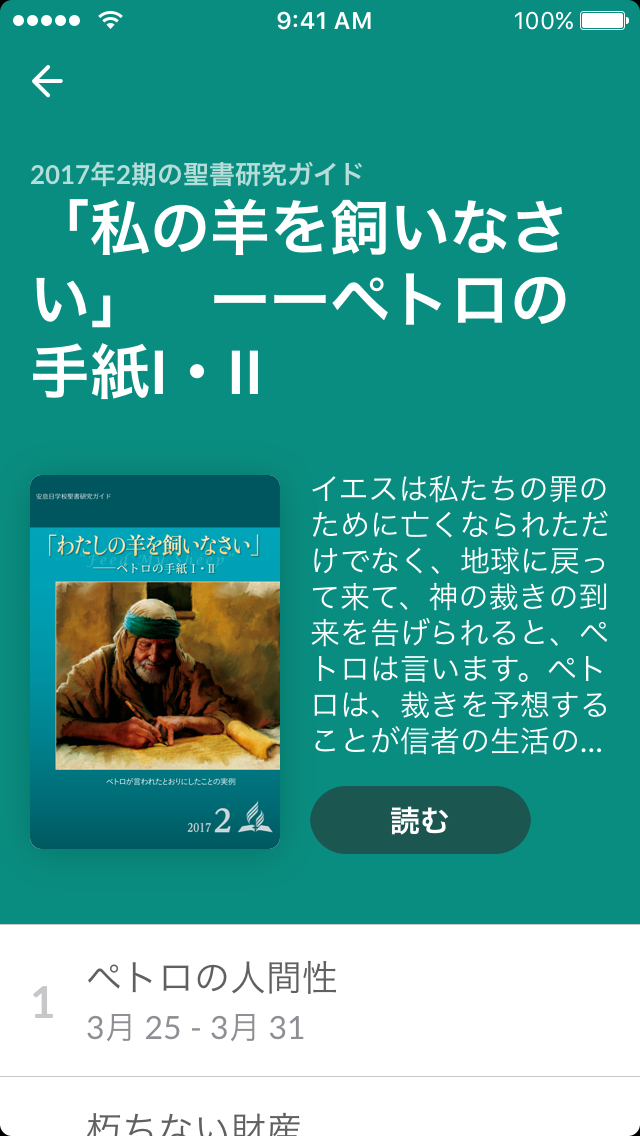 9:41 AM
100%
2017年2期の聖書研究ガイド
「私の羊を飼いなさ
い」　ーーペトロの
手紙I・II
安息日学校聖書研究ガイド
「わたしの羊を飼いなさい」
Feed My Sheep
──ペトロの手紙 I・II
ペトロが言われたとおりにしたことの実例
2017 2
イエスは私たちの罪の
ために亡くなられただ
けでなく、地球に戻っ
て来て、神の裁きの到
来を告げられると、ペ
トロは言います。ペト
ロは、裁きを予想する
ことが信者の生活の...
読む
1
ペトロの人間性
3月 25 - 3月 31
朽ちない財産